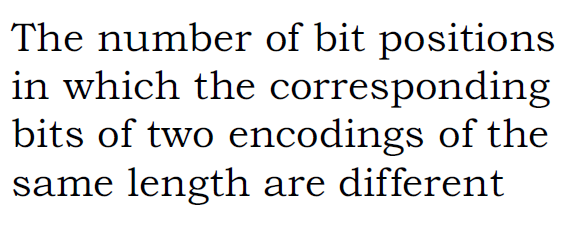 The number of bit positions
in which the corresponding
bits of two encodings of the
same length are different